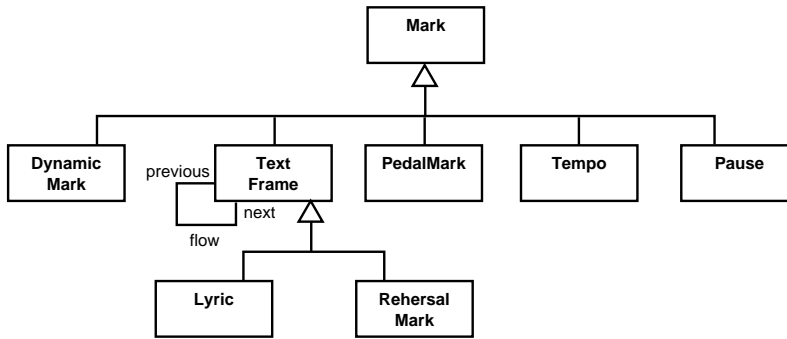 Mark
Dynamic
Mark
previous
Text
Frame
next
flow
PedalMark
Tempo
Pause
Lyric
Rehersal
Mark